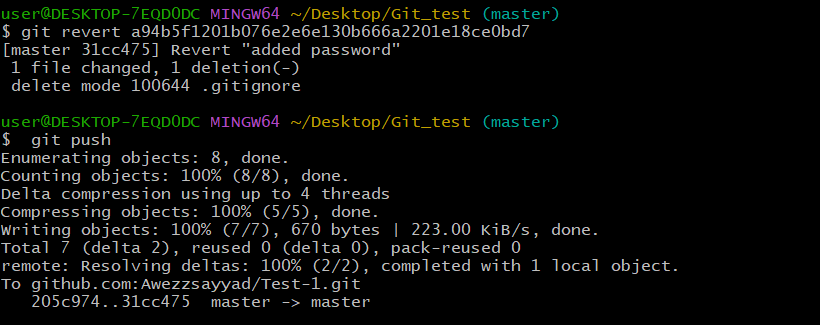 user@DESKTOP-7EQD0DC MINGW64 ~/Desktop/Git_test (master)
$ git revert a94b5f1201b076e2e6e130b666a2201e18ce0bd7
[master 31cc475] Revert "added password"
 1 file changed, 1 deletion(-)
 delete mode 100644 .gitignore
user@DESKTOP-7EQD0DC MINGW64 ~/Desktop/Git_test (master)
$  git push
Enumerating objects: 8, done.
Counting objects: 100% (8/8), done.
Delta compression using up to 4 threads
Compressing objects: 100% (5/5), done.
Writing objects: 100% (7/7), 670 bytes | 223.00 KiB/s, done.
Total 7 (delta 2), reused 0 (delta 0), pack-reused 0
remote: Resolving deltas: 100% (2/2), completed with 1 local object.
To github.com:Awezzsayyad/Test-1.git
   205c974..31cc475  master -> master